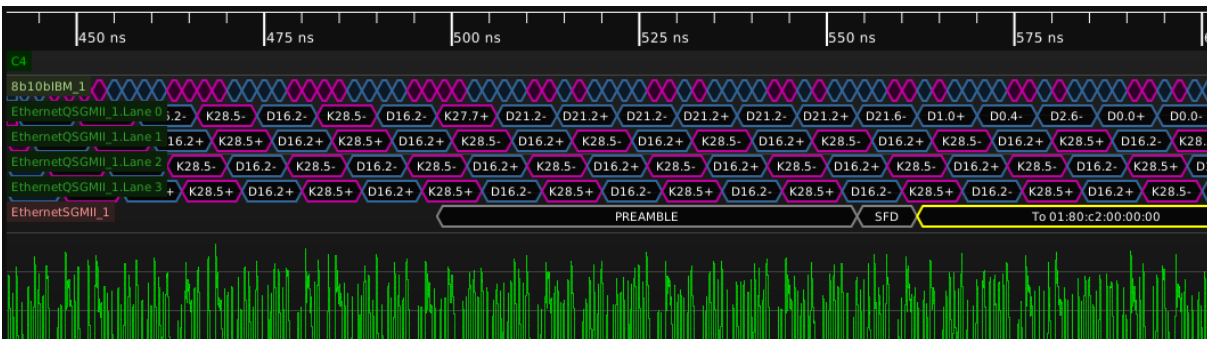 450 ns 475 ns 500 ns 525 ns 550 ns 575 ns
C4
8b10bIBM_1
EthernetQSGMII_1.Lane 0 5.2- K28.5- D16.2- K28.5- D16.2- K27.7+ D21.2- D21.2+ D21.2- D21.2+ D21.2- D21.2+ D21.6- D1.0+ D0.4- D2.6- D0.0+ D0.0-
EthernetQSGMII_1.Lane 1 16.2+ K28.5+ D16.2+ K28.5+ D16.2+ K28.5- D16.2+ K28.5- D16.2+ K28.5- D16.2+ K28.5- D16.2+ K28.5- D16.2+ K28.5+ D16.2- K28.
EthernetQSGMII_1.Lane 2 K28.5- D16.2- K28.5- D16.2- K28.5- D16.2+ K28.5- D16.2+ K28.5- D16.2+ K28.5- D16.2+ K28.5- D16.2+ K28.5- D16.2- K28.5+ D
EthernetQSGMII_1.Lane 3 + K28.5+ D16.2+ K28.5+ D16.2+ K28.5+ D16.2- K28.5+ D16.2- K28.5+ D16.2- K28.5+ D16.2- K28.5+ D16.2- K28.5+ D16.2+ K28.5-
EthernetSGMII_1 PREAMBLE SFD To 01:80:c2:00:00:00